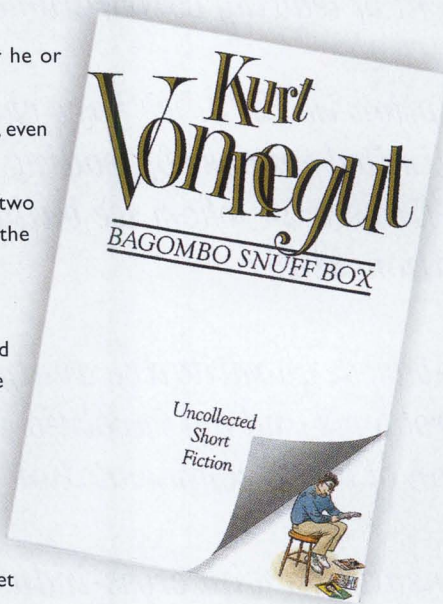 he or
, even
two
the
d
e
et
Kurt
Vonnegut
BAGOMBO SNUFF BOX
Uncollected
Short
Fiction